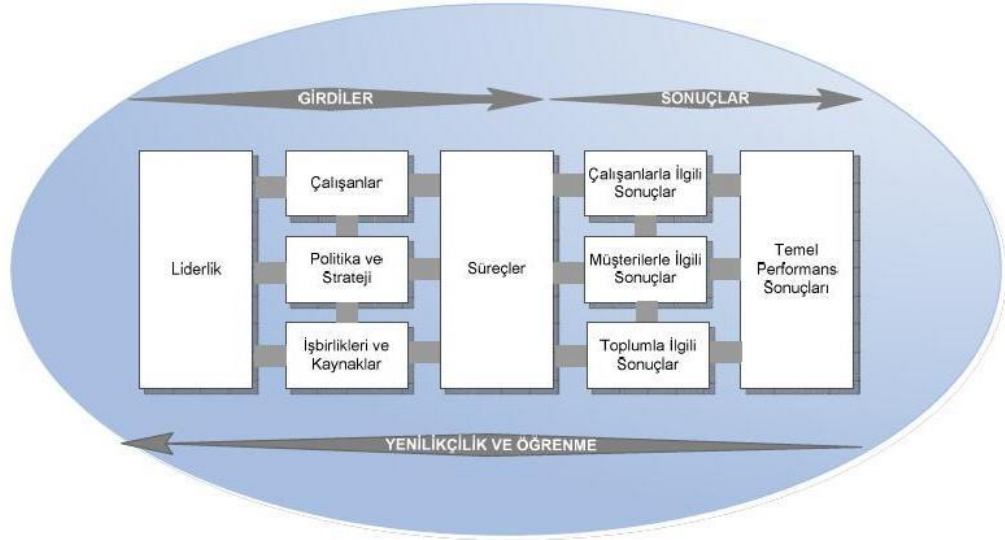 GİRDİLER
SONUÇLAR
Liderlik
Çalışanlar
Politika ve
Strateji
İşbirlikleri ve
Kaynaklar
Süreçler
Çalışanlarla İlgili
Sonuçlar
Müşterilerle İlgili
Sonuçlar
Toplumla İlgili
Sonuçlar
Temel
Performans
Sonuçları
YENİLİKÇİLİK VE ÖĞRENME